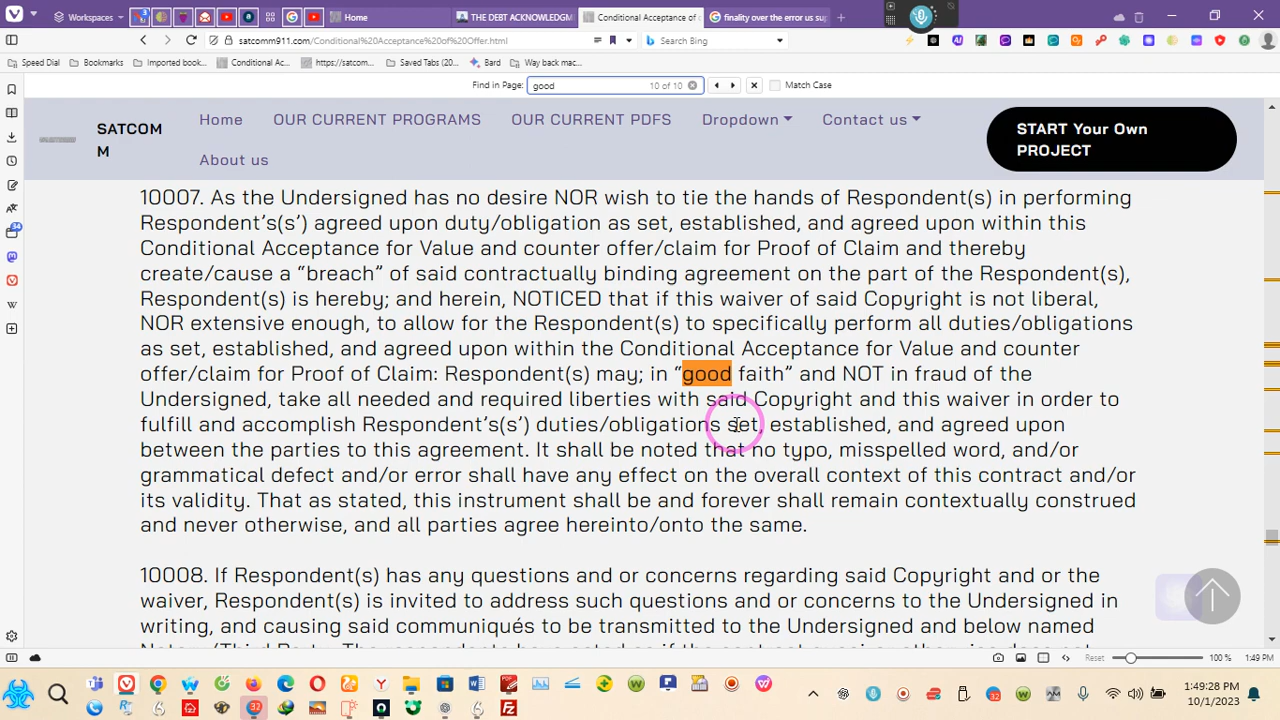 Workspaces
Home
THE DEBT ACKNOWLEDGM
Conditional Acceptance of
finality over the error us sup
satcomm911.com/Conditional%20Acceptance%20of%20Offer.html
Search Bing
Speed Dial
Bookmarks
Imported book...
Conditional Ac...
https://satcom...
Saved Tabs (20...
Bard
Way back mac...
Find in Page:
good
10 of 10
Match Case
SATCOM
M
Home
OUR CURRENT PROGRAMS
OUR CURRENT PDFS
Dropdown
Contact us
About us
START Your Own
PROJECT
10007. As the Undersigned has no desire NOR wish to tie the hands of Respondent(s) in performing
Respondent's(s') agreed upon duty/obligation as set, established, and agreed upon within this
Conditional Acceptance for Value and counter offer/claim for Proof of Claim and thereby
create/cause a “breach” of said contractually binding agreement on the part of the Respondent(s),
Respondent(s) is hereby; and herein, NOTICED that if this waiver of said Copyright is not liberal,
NOR extensive enough, to allow for the Respondent(s) to specifically perform all duties/obligations
as set, established, and agreed upon within the Conditional Acceptance for Value and counter
offer/claim for Proof of Claim: Respondent(s) may; in “good faith” and NOT in fraud of the
Undersigned, take all needed and required liberties with said Copyright and this waiver in order to
fulfill and accomplish Respondent's(s') duties/obligations set, established, and agreed upon
between the parties to this agreement. It shall be noted that no typo, misspelled word, and/or
grammatical defect and/or error shall have any effect on the overall context of this contract and/or
its validity. That as stated, this instrument shall be and forever shall remain contextually construed
and never otherwise, and all parties agree hereinto/onto the same.
10008. If Respondent(s) has any questions and or concerns regarding said Copyright and or the
waiver, Respondent(s) is invited to address such questions and or concerns to the Undersigned in
writing, and causing said communiqués to be transmitted to the Undersigned and below named
Reset
100 %
1:49 PM
1:49:28 PM
10/1/2023